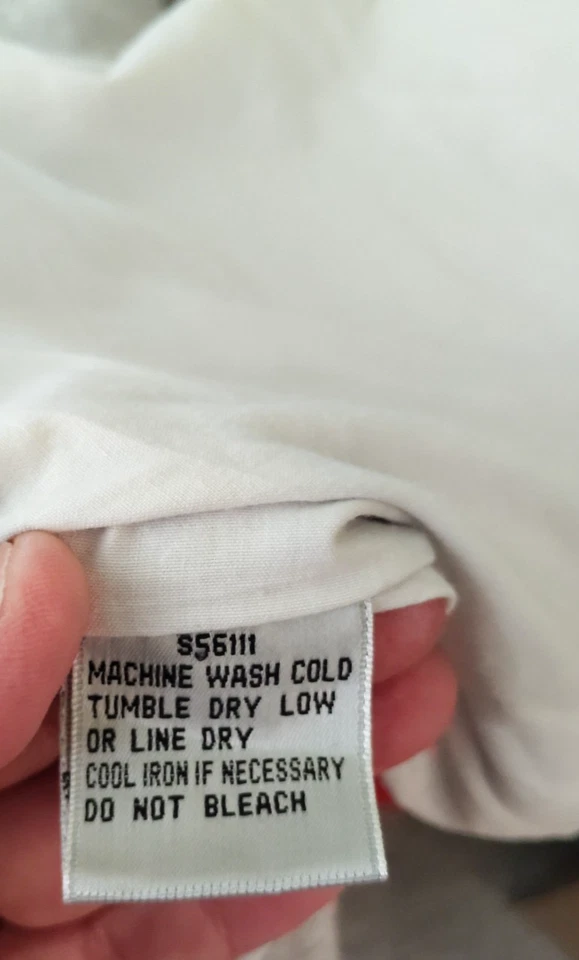 S56111
MACHINE WASH COLD
TUMBLE DRY LOW
OR LINE DRY
COOL IRON IF NECESSARY
DO NOT BLEACH